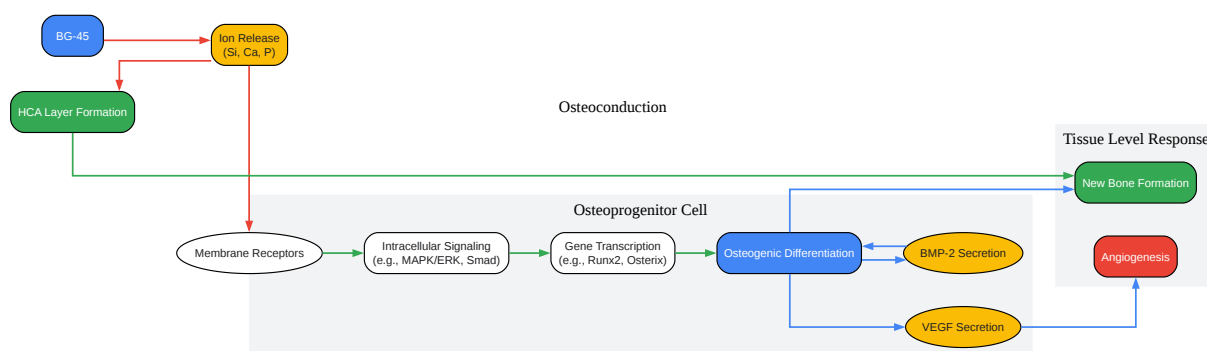 BG-45
Ion Release
(Si, Ca, P)
HCA Layer Formation
Osteoconduction
Tissue Level Response
New Bone Formation
Osteoprogenitor Cell
Membrane Receptors
Intracellular Signaling
(e.g., MAPK/ERK, Smad)
Gene Transcription
(e.g., Runx2, Osterix)
Osteogenic Differentiation
BMP-2 Secretion
Angiogenesis
VEGF Secretion